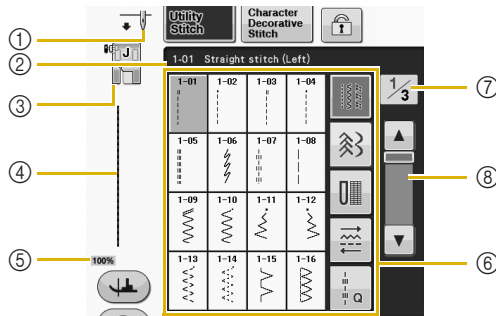 Utility Stitch
Character Decorative Stitch
①
②
③
④
⑤
⑥
⑦
⑧
J
1-01 Straight stitch (Left)
1-01 1-02 1-03 1-04
1-05 1-06 1-07 1-08
1-09 1-10 1-11 1-12
1-13 1-14 1-15 1-16
1/3
100%
Q